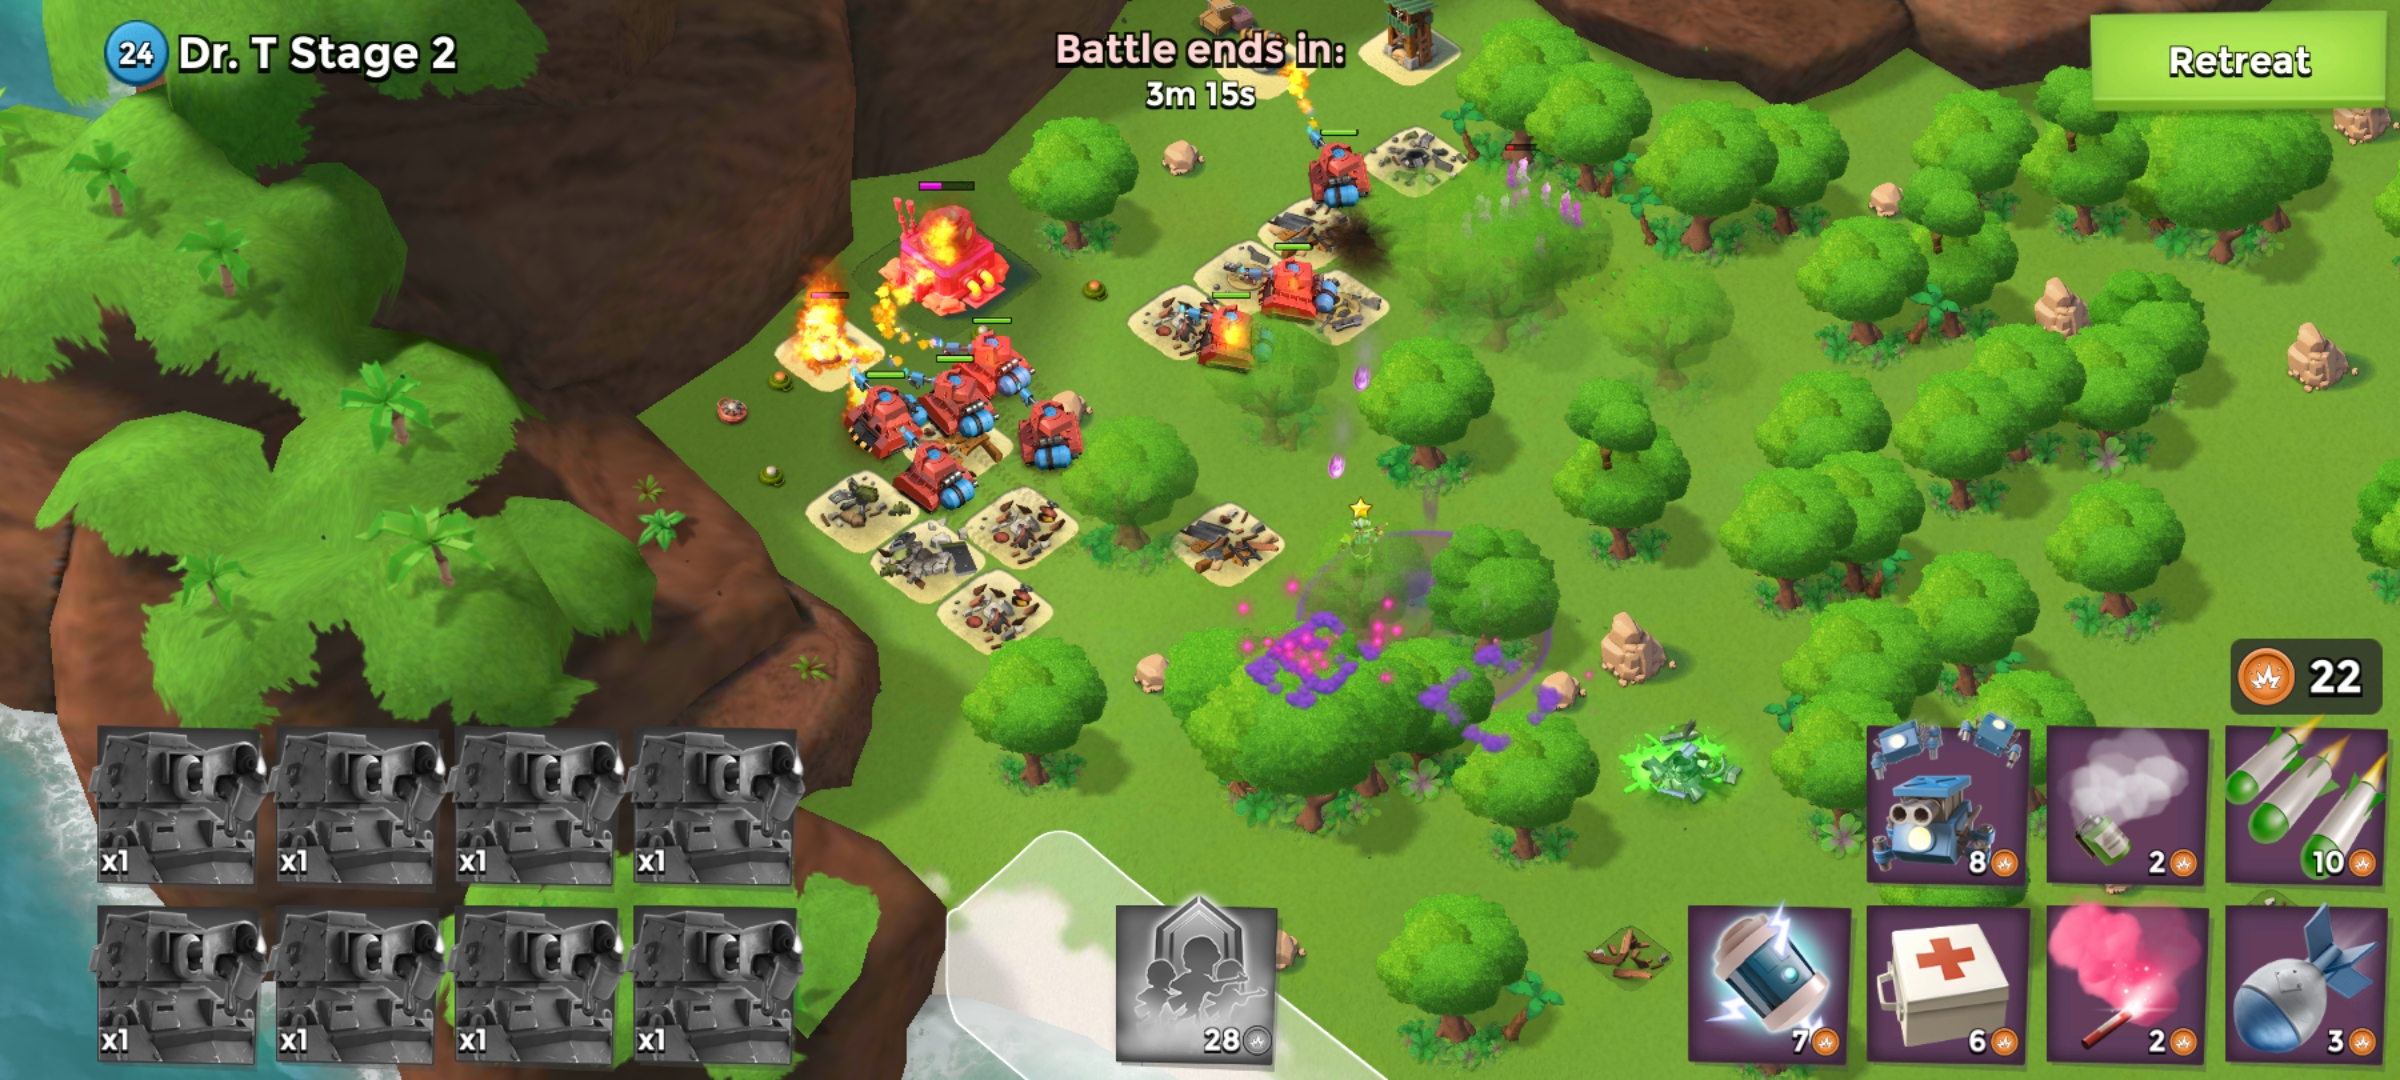 24 Dr. T Stage 2
Battle ends in:
3m 15s
Retreat
22
8
2
10
x1
x1
x1
x1
x1
x1
x1
x1
28
7
6
2
3